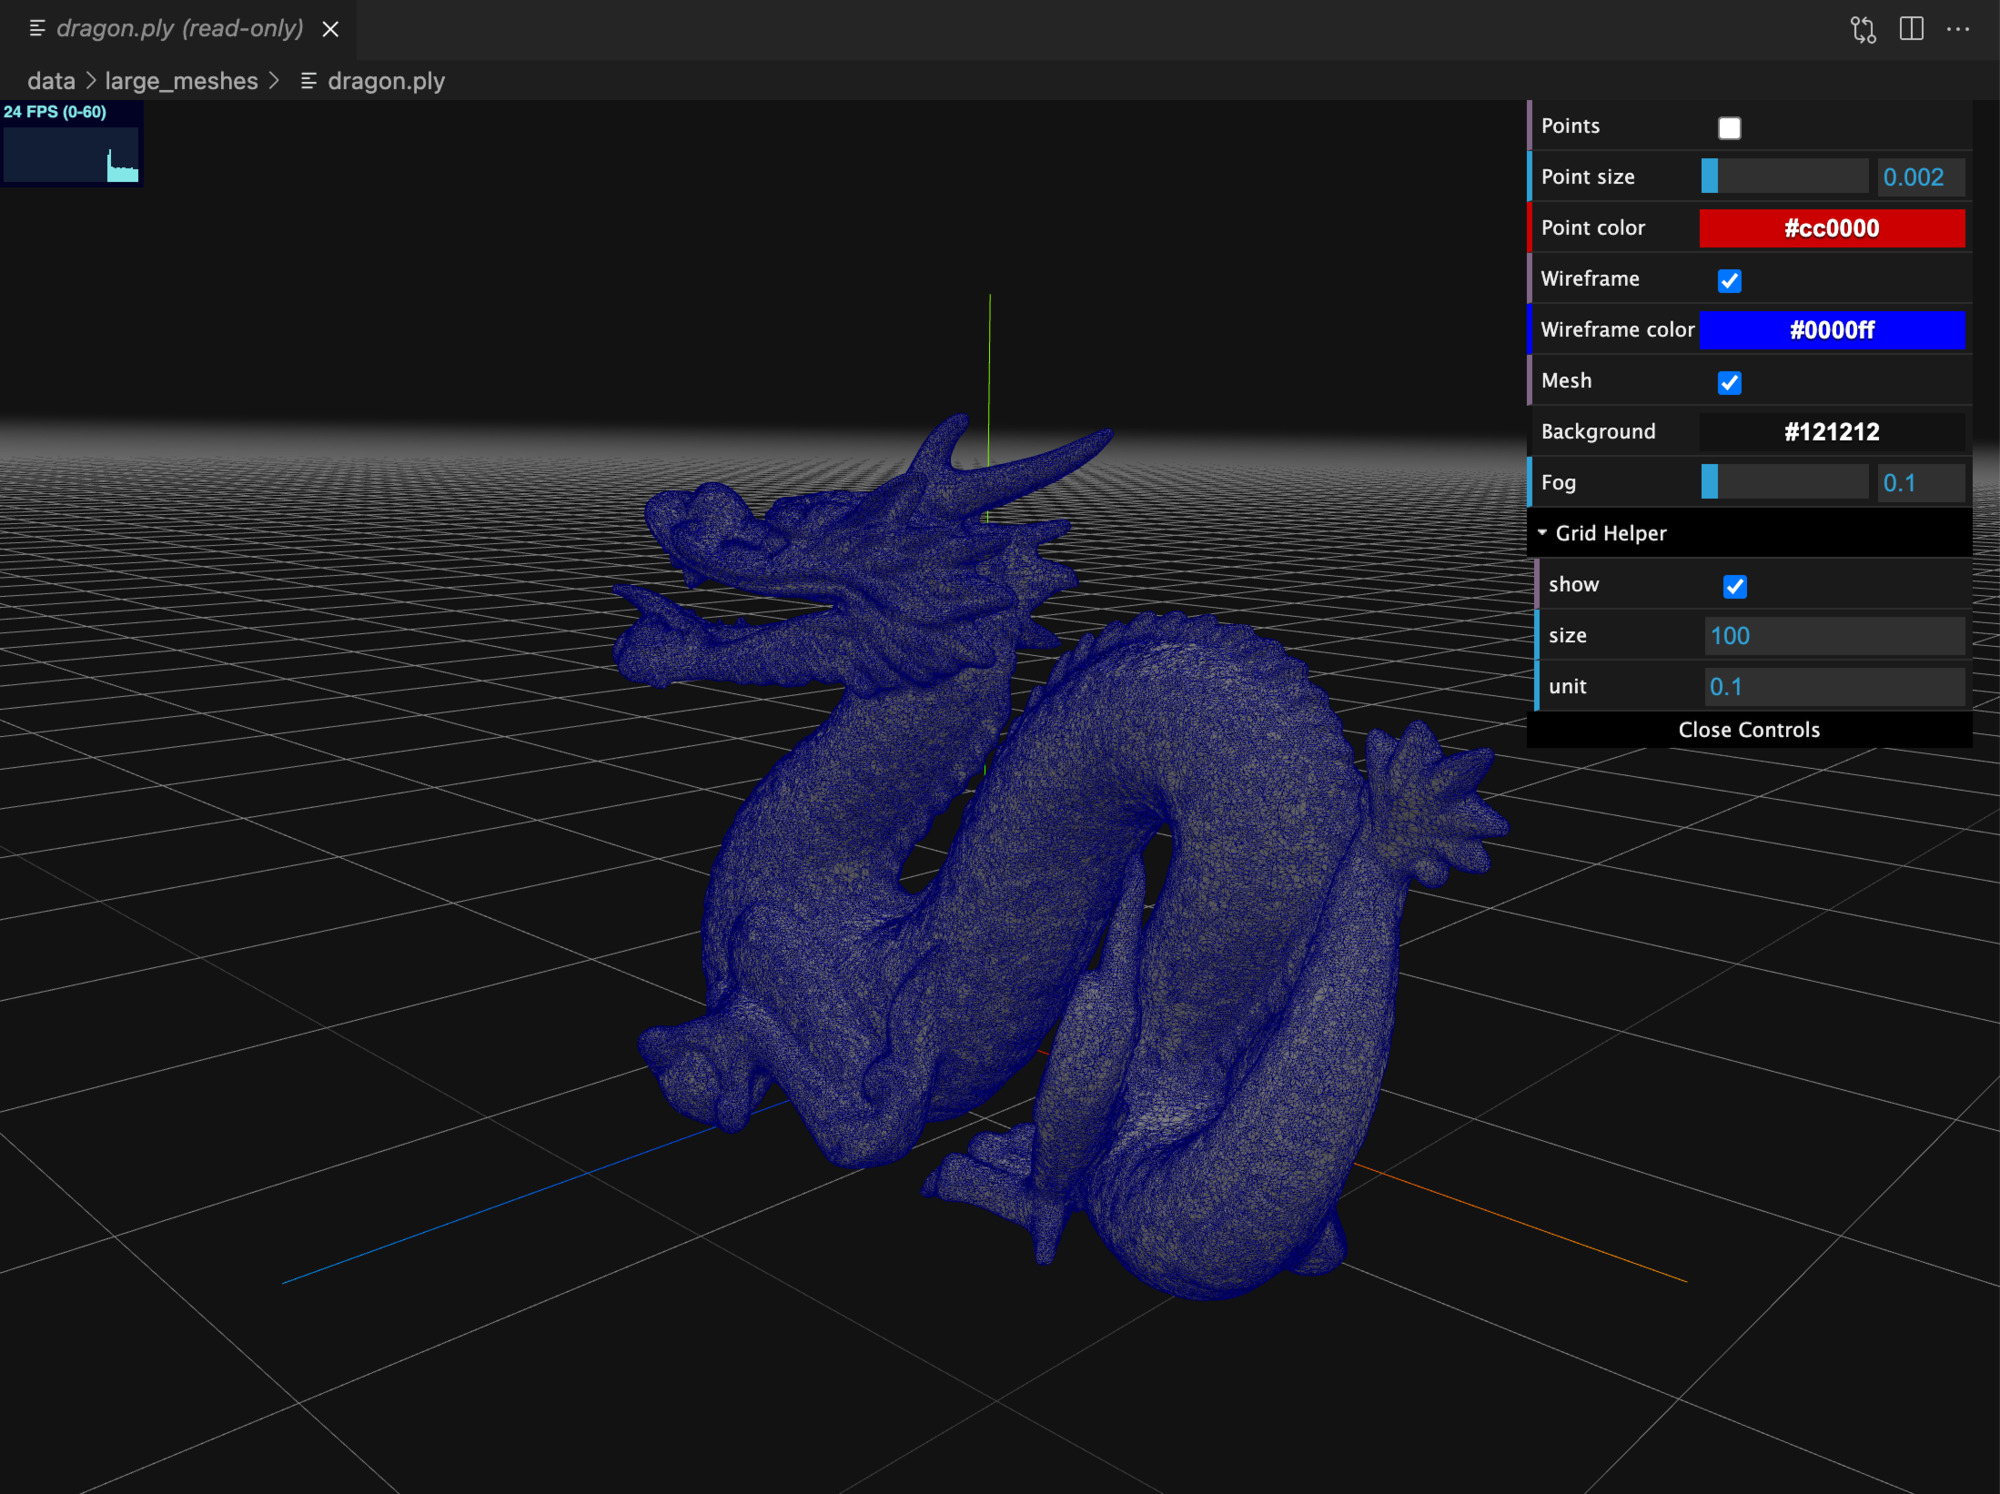 dragon.ply (read-only)
data > large_meshes > dragon.ply
24 FPS (0-60)
Points
Point size 0.002
Point color #cc0000
Wireframe
Wireframe color #0000ff
Mesh
Background #121212
Fog 0.1
Grid Helper
show
size 100
unit 0.1
Close Controls